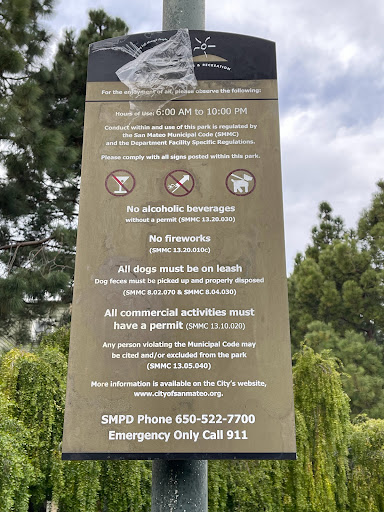 & RECREATION
For the enjoyment of all, please observe the following:
Hours of Use: 6:00 AM to 10:00 PM
Conduct within and use of this park is regulated by
the San Mateo Municipal Code (SMMC)
and the Department Facility Specific Regulations.
Please comply with all signs posted within this park.
No alcoholic beverages
without a permit (SMMC 13.20.030)
No fireworks
(SMMC 13.20.010c)
All dogs must be on leash
Dog feces must be picked up and properly disposed
(SMMC 8.02.070 & SMMC 8.04.030)
All commercial activities must
have a permit (SMMC 13.10.020)
Any person violating the Municipal Code may
be cited and/or excluded from the park
(SMMC 13.05.040)
More information is available on the City's website,
www.cityofsanmateo.org.
SMPD Phone 650-522-7700
Emergency Only Call 911